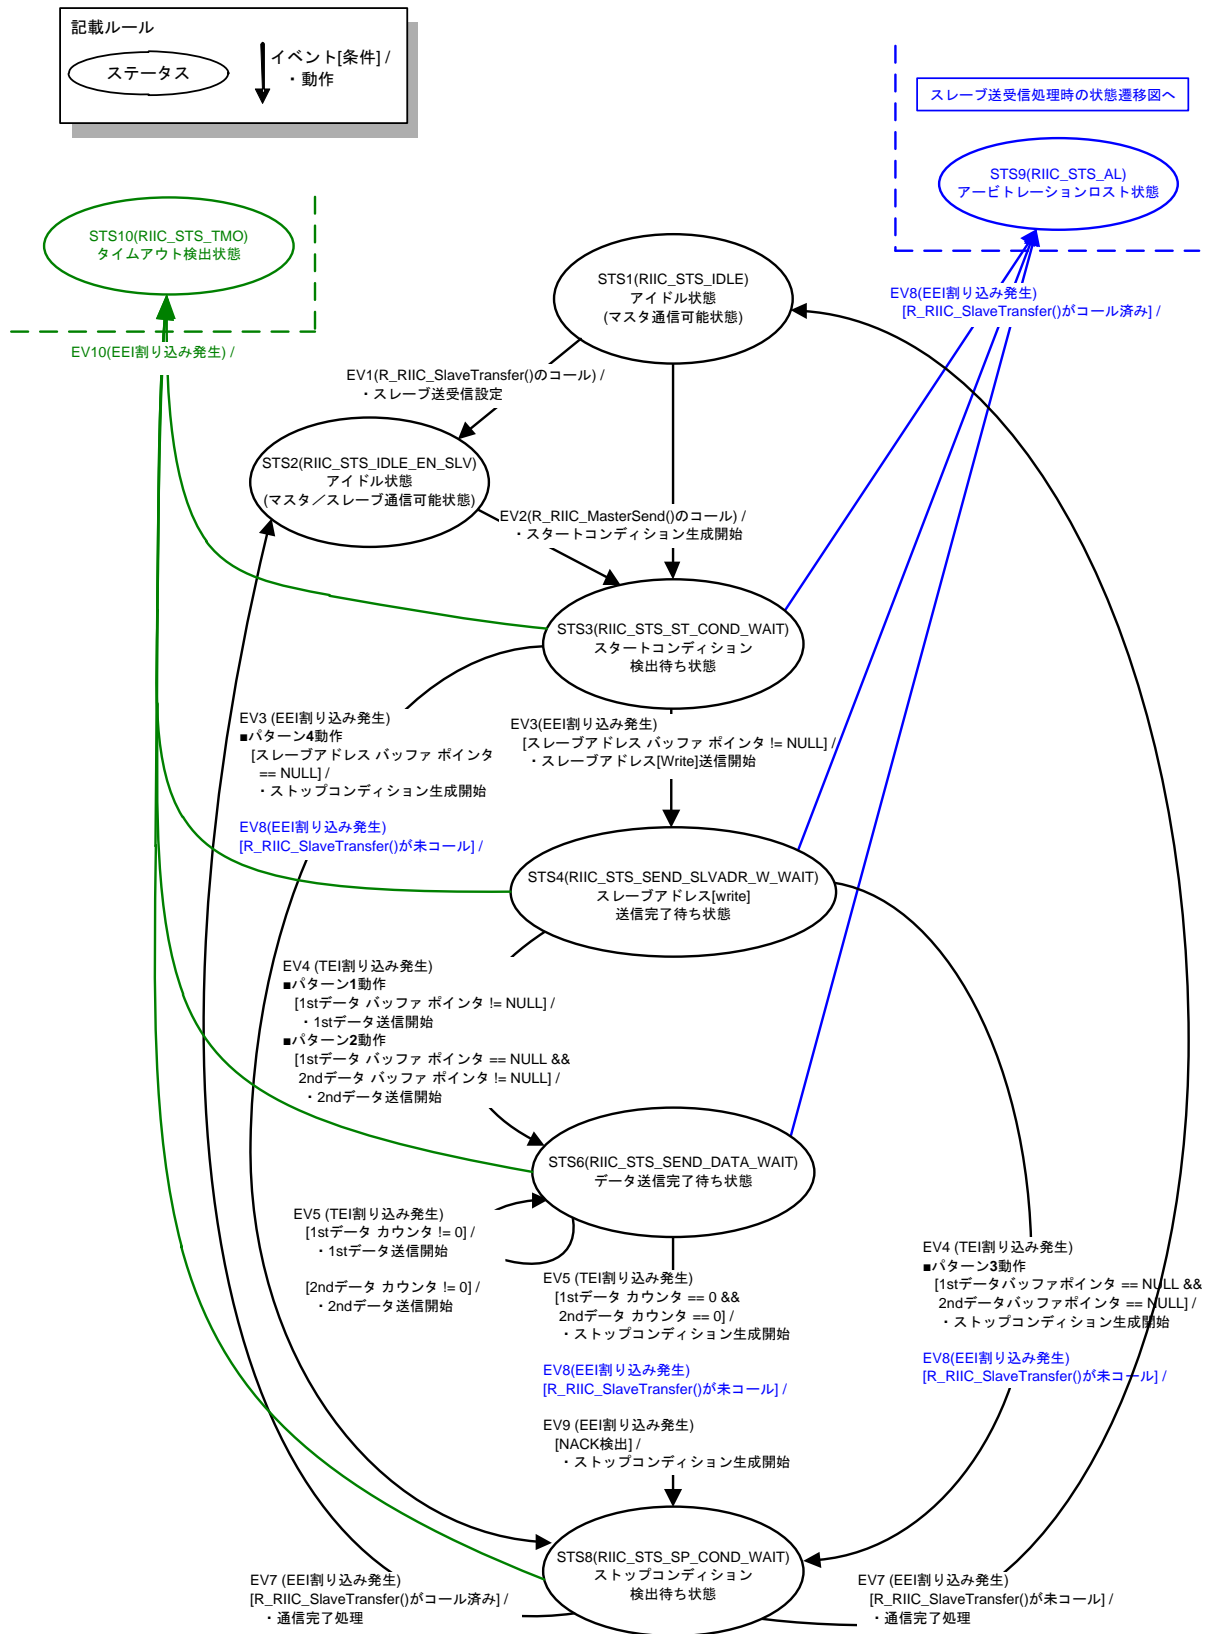 記載ルール
ステータス
イベント[条件] /
・動作
スレーブ送受信処理時の状態遷移図へ
STS9(RIIC_STS_AL)
アービトレーションロスト状態
STS10(RIIC_STS_TMO)
タイムアウト検出状態
STS1(RIIC_STS_IDLE)
アイドル状態
(マスタ通信可能状態)
EV8(EEI割り込み発生)
[R_RIIC_SlaveTransfer()がコール済み] /
EV10(EEI割り込み発生) /
EV1(R_RIIC_SlaveTransfer()のコール) /
・スレーブ送受信設定
STS2(RIIC_STS_IDLE_EN_SLV)
アイドル状態
(マスタ／スレーブ通信可能状態)
EV2(R_RIIC_MasterSend()のコール) /
・スタートコンディション生成開始
STS3(RIIC_STS_ST_COND_WAIT)
スタートコンディション
検出待ち状態
EV3 (EEI割り込み発生)
■パターン4動作
[スレーブアドレス バッファ ポインタ
== NULL] /
・ストップコンディション生成開始
EV8(EEI割り込み発生)
[R_RIIC_SlaveTransfer()が未コール] /
EV3(EEI割り込み発生)
[スレーブアドレス バッファ ポインタ != NULL] /
・スレーブアドレス[Write]送信開始
STS4(RIIC_STS_SEND_SLVADR_W_WAIT)
スレーブアドレス[write]
送信完了待ち状態
EV4 (TEI割り込み発生)
■パターン1動作
[1stデータ バッファ ポインタ != NULL] /
・1stデータ送信開始
■パターン2動作
[1stデータ バッファ ポインタ == NULL &&
2ndデータ バッファ ポインタ != NULL] /
・2ndデータ送信開始
STS6(RIIC_STS_SEND_DATA_WAIT)
データ送信完了待ち状態
EV5 (TEI割り込み発生)
[1stデータ カウンタ != 0] /
・1stデータ送信開始
[2ndデータ カウンタ != 0] /
・2ndデータ送信開始
EV5 (TEI割り込み発生)
[1stデータ カウンタ == 0 &&
2ndデータ カウンタ == 0] /
・ストップコンディション生成開始
EV8(EEI割り込み発生)
[R_RIIC_SlaveTransfer()が未コール] /
EV9 (EEI割り込み発生)
[NACK検出] /
・ストップコンディション生成開始
EV4 (TEI割り込み発生)
■パターン3動作
[1stデータバッファポインタ == NULL &&
2ndデータバッファポインタ == NULL] /
・ストップコンディション生成開始
EV8(EEI割り込み発生)
[R_RIIC_SlaveTransfer()が未コール] /
STS8(RIIC_STS_SP_COND_WAIT)
ストップコンディション
検出待ち状態
EV7 (EEI割り込み発生)
[R_RIIC_SlaveTransfer()がコール済み] /
・通信完了処理
EV7 (EEI割り込み発生)
[R_RIIC_SlaveTransfer()が未コール] /
・通信完了処理